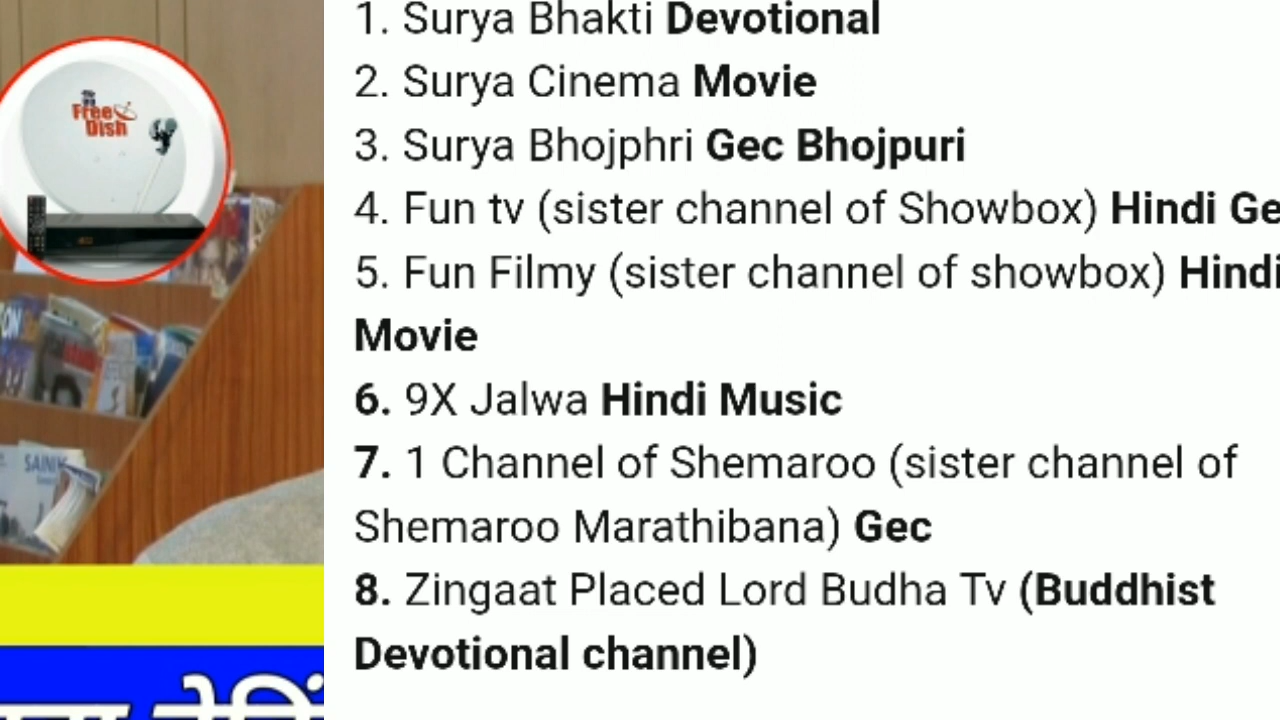 Free
Dish
SAINIK
1. Surya Bhakti Devotional
2. Surya Cinema Movie
3. Surya Bhojphri Gec Bhojpuri
4. Fun tv (sister channel of Showbox) Hindi Ge
5. Fun Filmy (sister channel of showbox) Hindi
Movie
6. 9X Jalwa Hindi Music
7. 1 Channel of Shemaroo (sister channel of
Shemaroo Marathibana) Gec
8. Zingaat Placed Lord Budha Tv (Buddhist
Devotional channel)